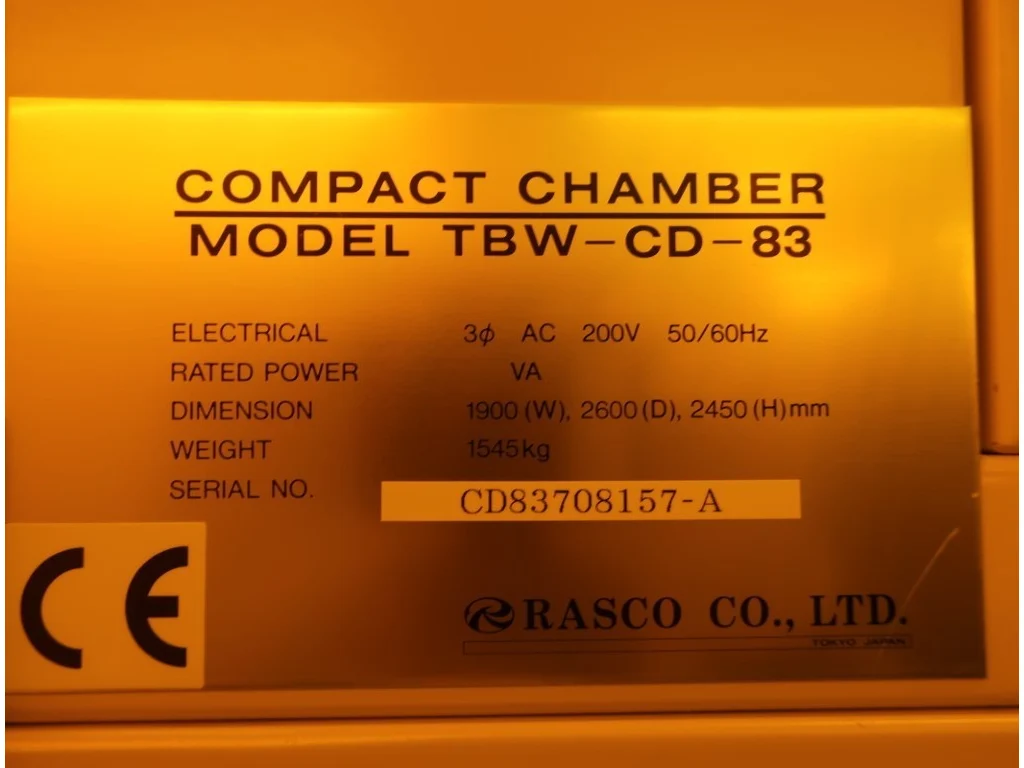 COMPACT CHAMBER
MODEL TBW-CD-83
ELECTRICAL 3φ AC 200V 50/60Hz
RATED POWER VA
DIMENSION 1900 (W), 2600 (D), 2450 (H) mm
WEIGHT 1545kg
SERIAL NO. CD83708157-A
CE
RASCO CO., LTD.
TOKYO JAPAN